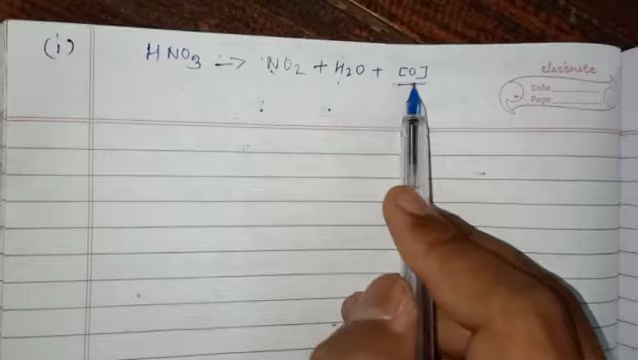 (i) HNO₃ → NO₂ + H₂O + [O]
classmate
Date
Page